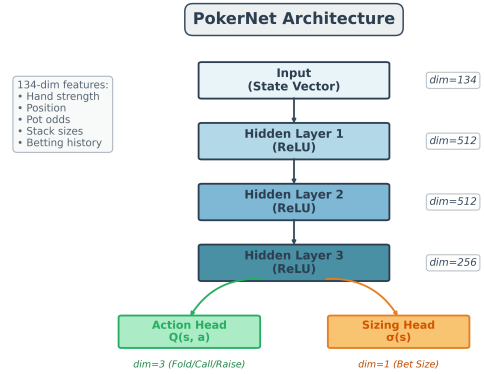 PokerNet Architecture
134-dim features:
• Hand strength
• Position
• Pot odds
• Stack sizes
• Betting history
Input
(State Vector)
dim=134
Hidden Layer 1
(ReLU)
dim=512
Hidden Layer 2
(ReLU)
dim=512
Hidden Layer 3
(ReLU)
dim=256
Action Head
Q(s, a)
dim=3 (Fold/Call/Raise)
Sizing Head
σ(s)
dim=1 (Bet Size)